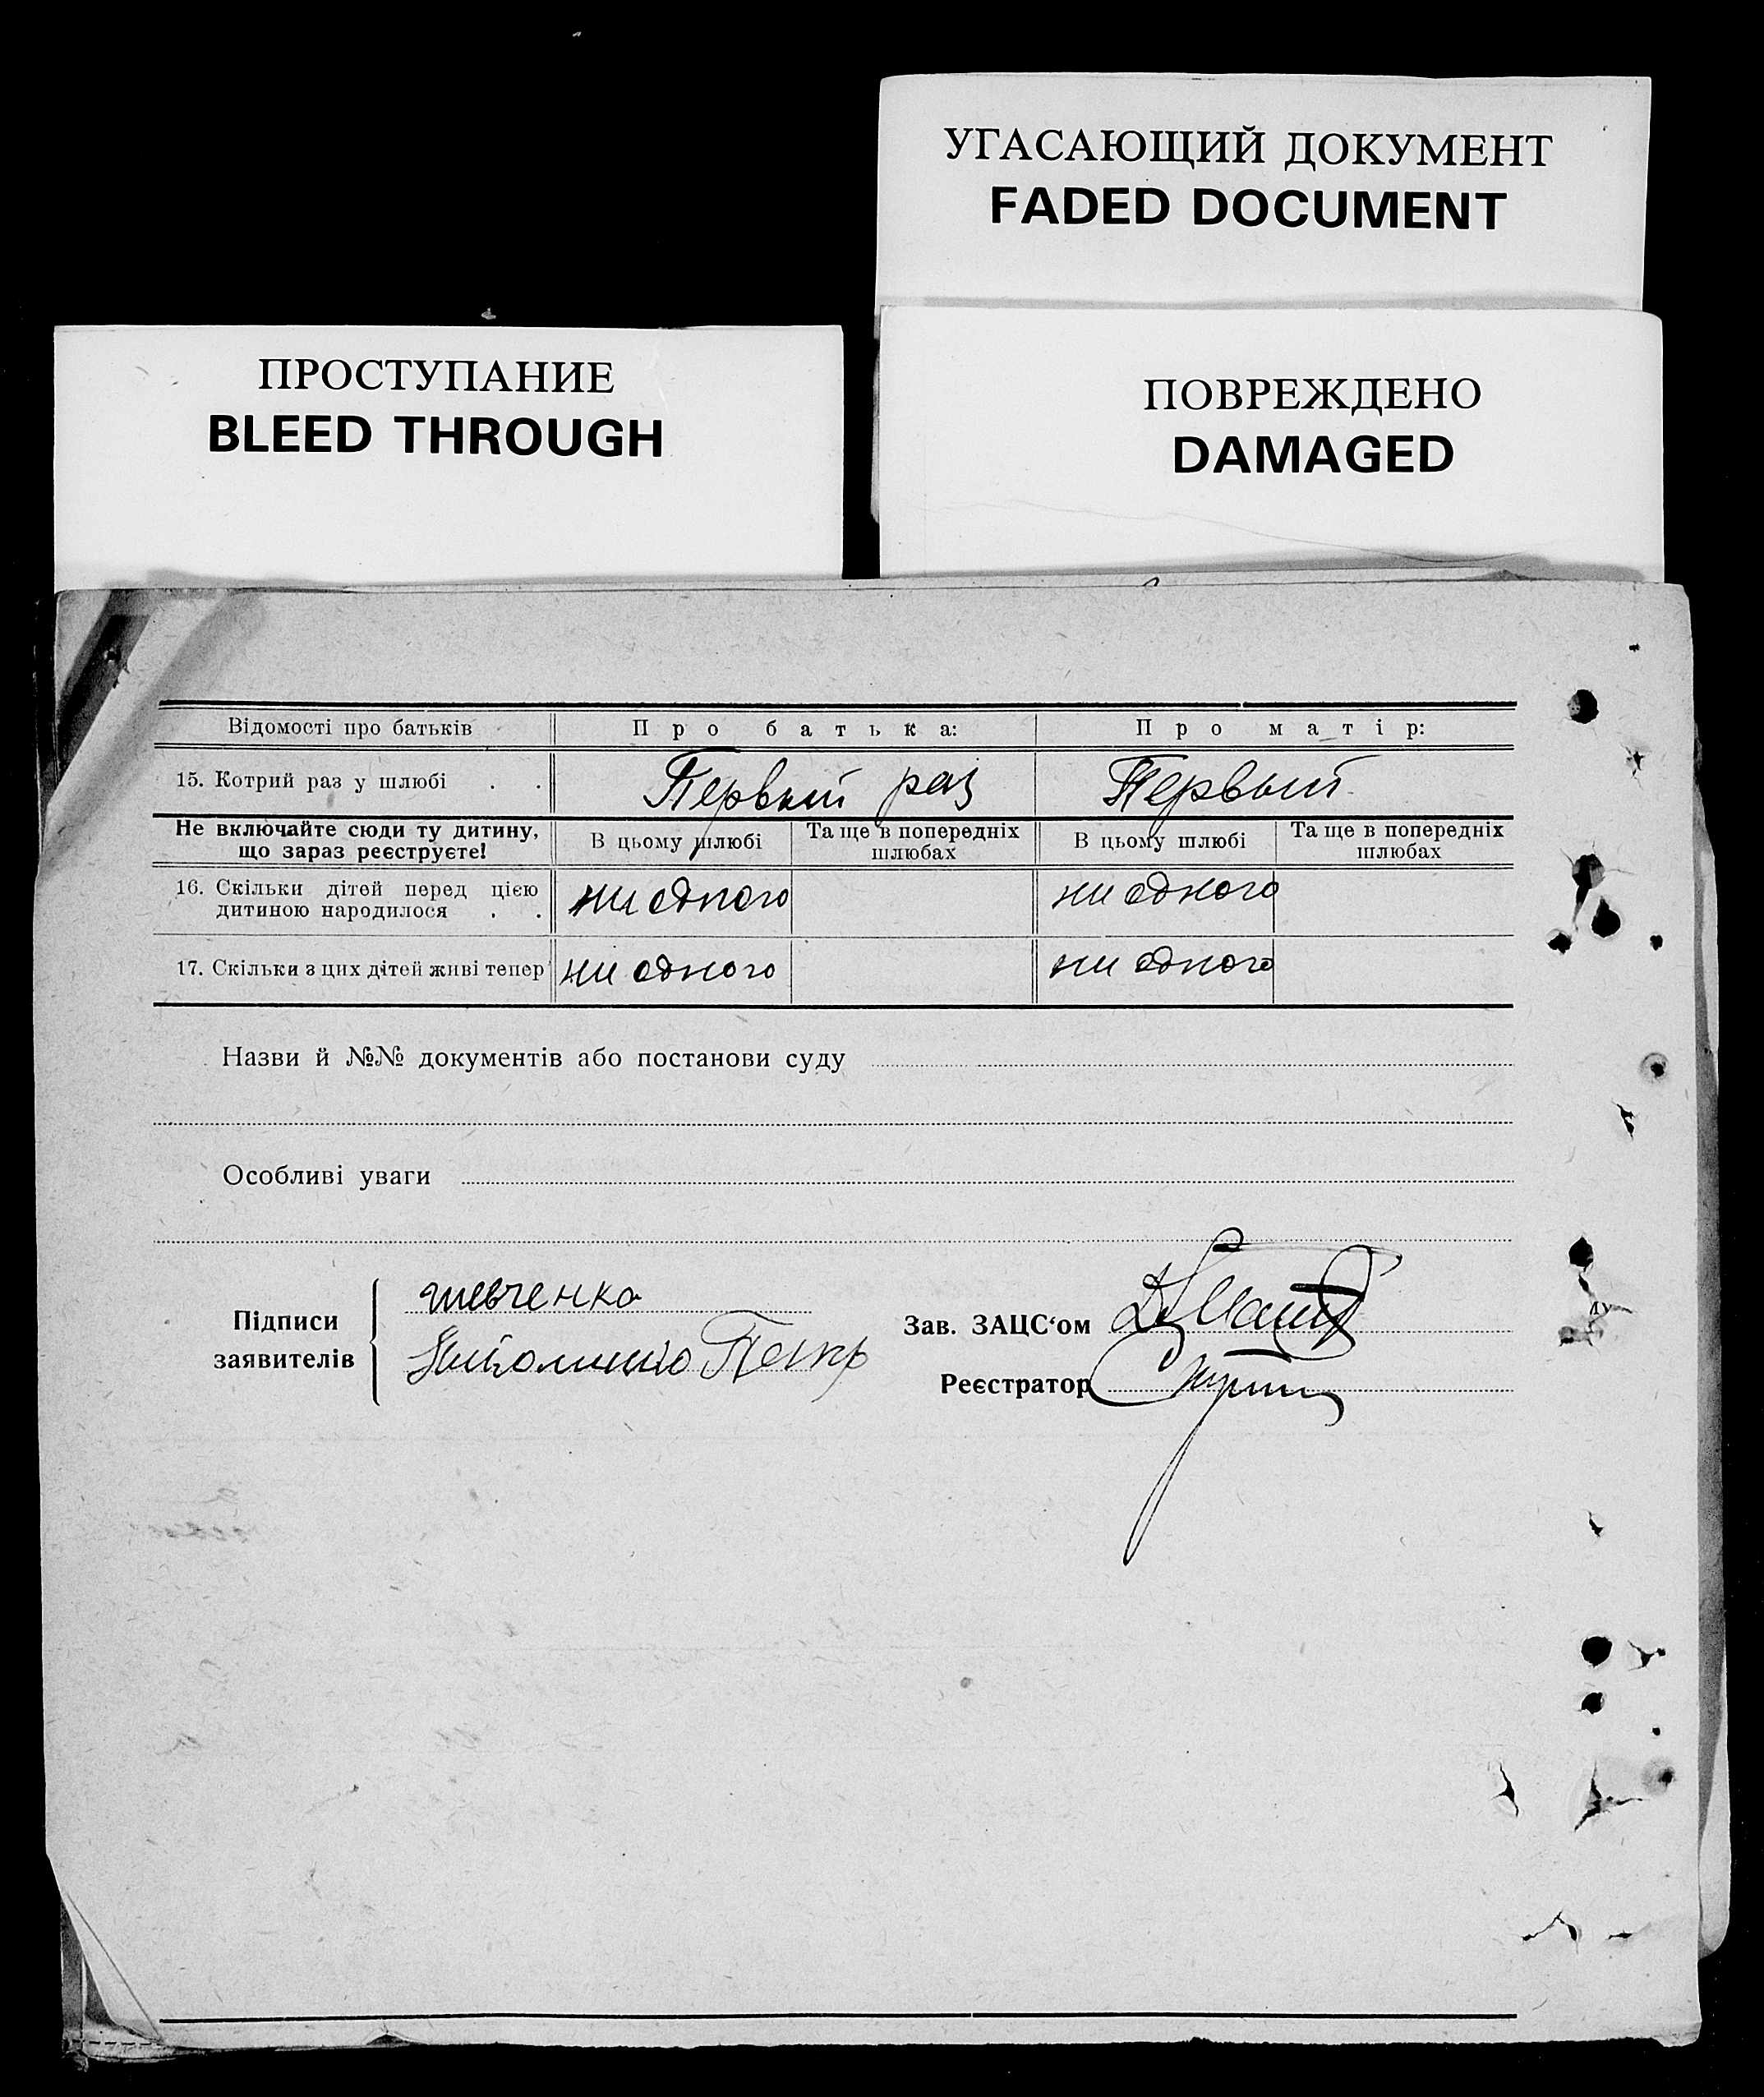 УГАСАЮЩИЙ ДОКУМЕНТ
FADED DOCUMENT
ПРОСТУПАНИЕ
BLEED THROUGH
ПОВРЕЖДЕНО
DAMAGED
Відомості про батьків Про батька: Про матір:
15. Котрий раз у шлюбі . . Первый раз Первый
Не включайте сюди ту дитину, що зараз реєструєте! В цьому шлюбі Та ще в попередніх шлюбах В цьому шлюбі Та ще в попередніх шлюбах
16. Скільки дітей перед цією дитиною народилося . . ни одного ни одного
17. Скільки з цих дітей живі тепер ни одного ни одного
Назви й №№ документів або постанови суду
Особливі уваги
Підписи заявителів
шевченко
Петр
Зав. ЗАЦС‘ом
Реєстратор